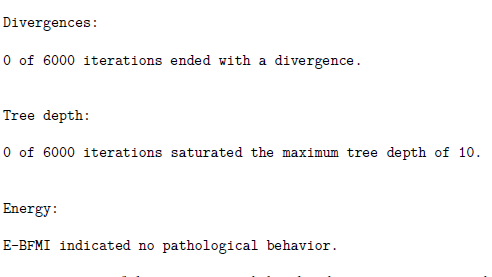 Divergences:
0 of 6000 iterations ended with a divergence.
Tree depth:
0 of 6000 iterations saturated the maximum tree depth of 10.
Energy:
E-BFMI indicated no pathological behavior.